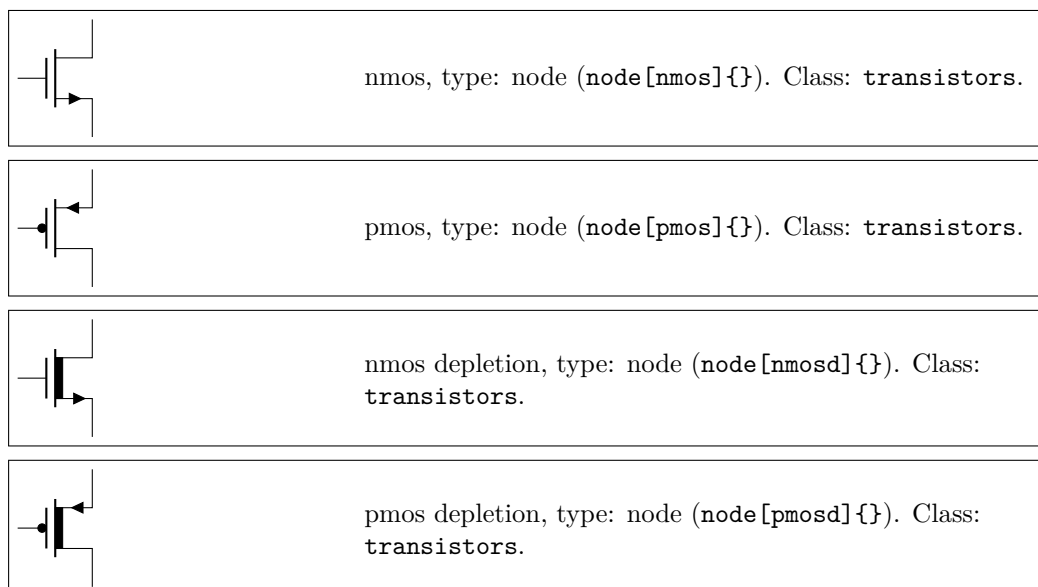 nmos, type: node (node[nmos]{}). Class: transistors.
pmos, type: node (node[pmos]{}). Class: transistors.
nmos depletion, type: node (node[nmosd]{}). Class:
transistors.
pmos depletion, type: node (node[pmosd]{}). Class:
transistors.